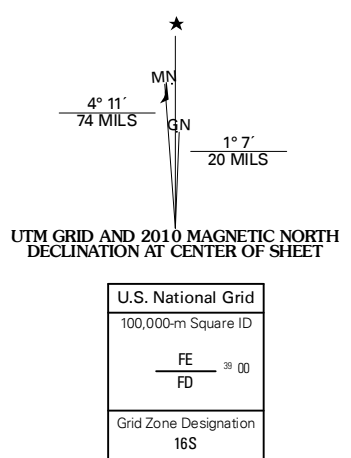 ★
MN
4° 11´
74 MILS
GN
1° 7´
20 MILS
UTM GRID AND 2010 MAGNETIC NORTH
DECLINATION AT CENTER OF SHEET
U.S. National Grid
100,000-m Square ID
FE
39 00
FD
Grid Zone Designation
16S